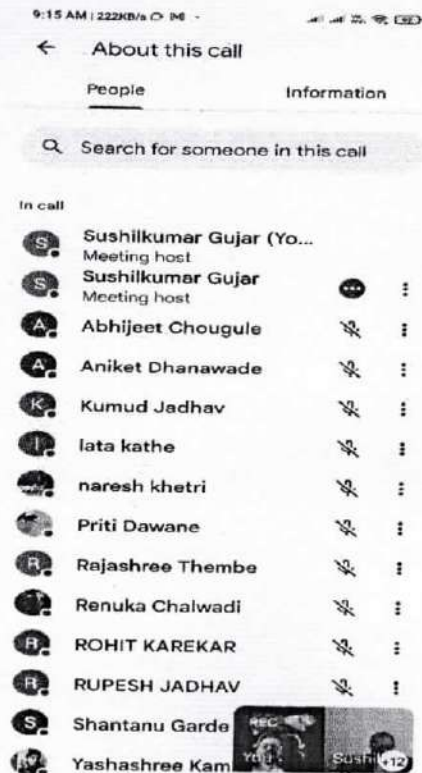 9:15 AM | 222KB/s
← About this call
People Information
Search for someone in this call
In call
S Sushilkumar Gujar (Yo...
Meeting host
S Sushilkumar Gujar
Meeting host
A Abhijeet Chougule
A Aniket Dhanawade
K Kumud Jadhav
l lata kathe
naresh khetri
Priti Dawane
R Rajashree Thembe
Renuka Chalwadi
R ROHIT KAREKAR
R RUPESH JADHAV
S Shantanu Garde
Yashashree Kam
REC
You Sushil +12